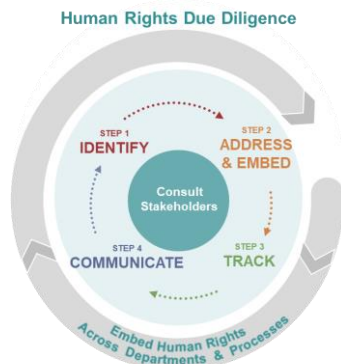 Human Rights Due Diligence
STEP 1
IDENTIFY
STEP 2
ADDRESS
& EMBED
Consult
Stakeholders
STEP 3
TRACK
STEP 4
COMMUNICATE
Embed Human Rights
Across Departments & Processes